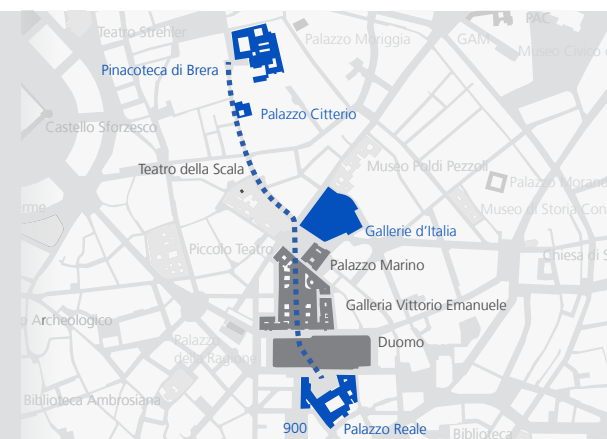 PAC
Teatro Strehler
Palazzo Moriggia
GAM
Museo Civico
Pinacoteca di Brera
Palazzo Citterio
Castello Sforzesco
Teatro della Scala
Museo Poldi Pezzoli
Palazzo Morand
erme
Museo di Storia Con
Gallerie d'Italia
Piccolo Teatro
Chiesa di S
Palazzo Marino
Galleria Vittorio Emanuele
a Archeologico
Palazzo
della Ragione
Duomo
Biblioteca Ambrosiana
900
Palazzo Reale
Biblioteca